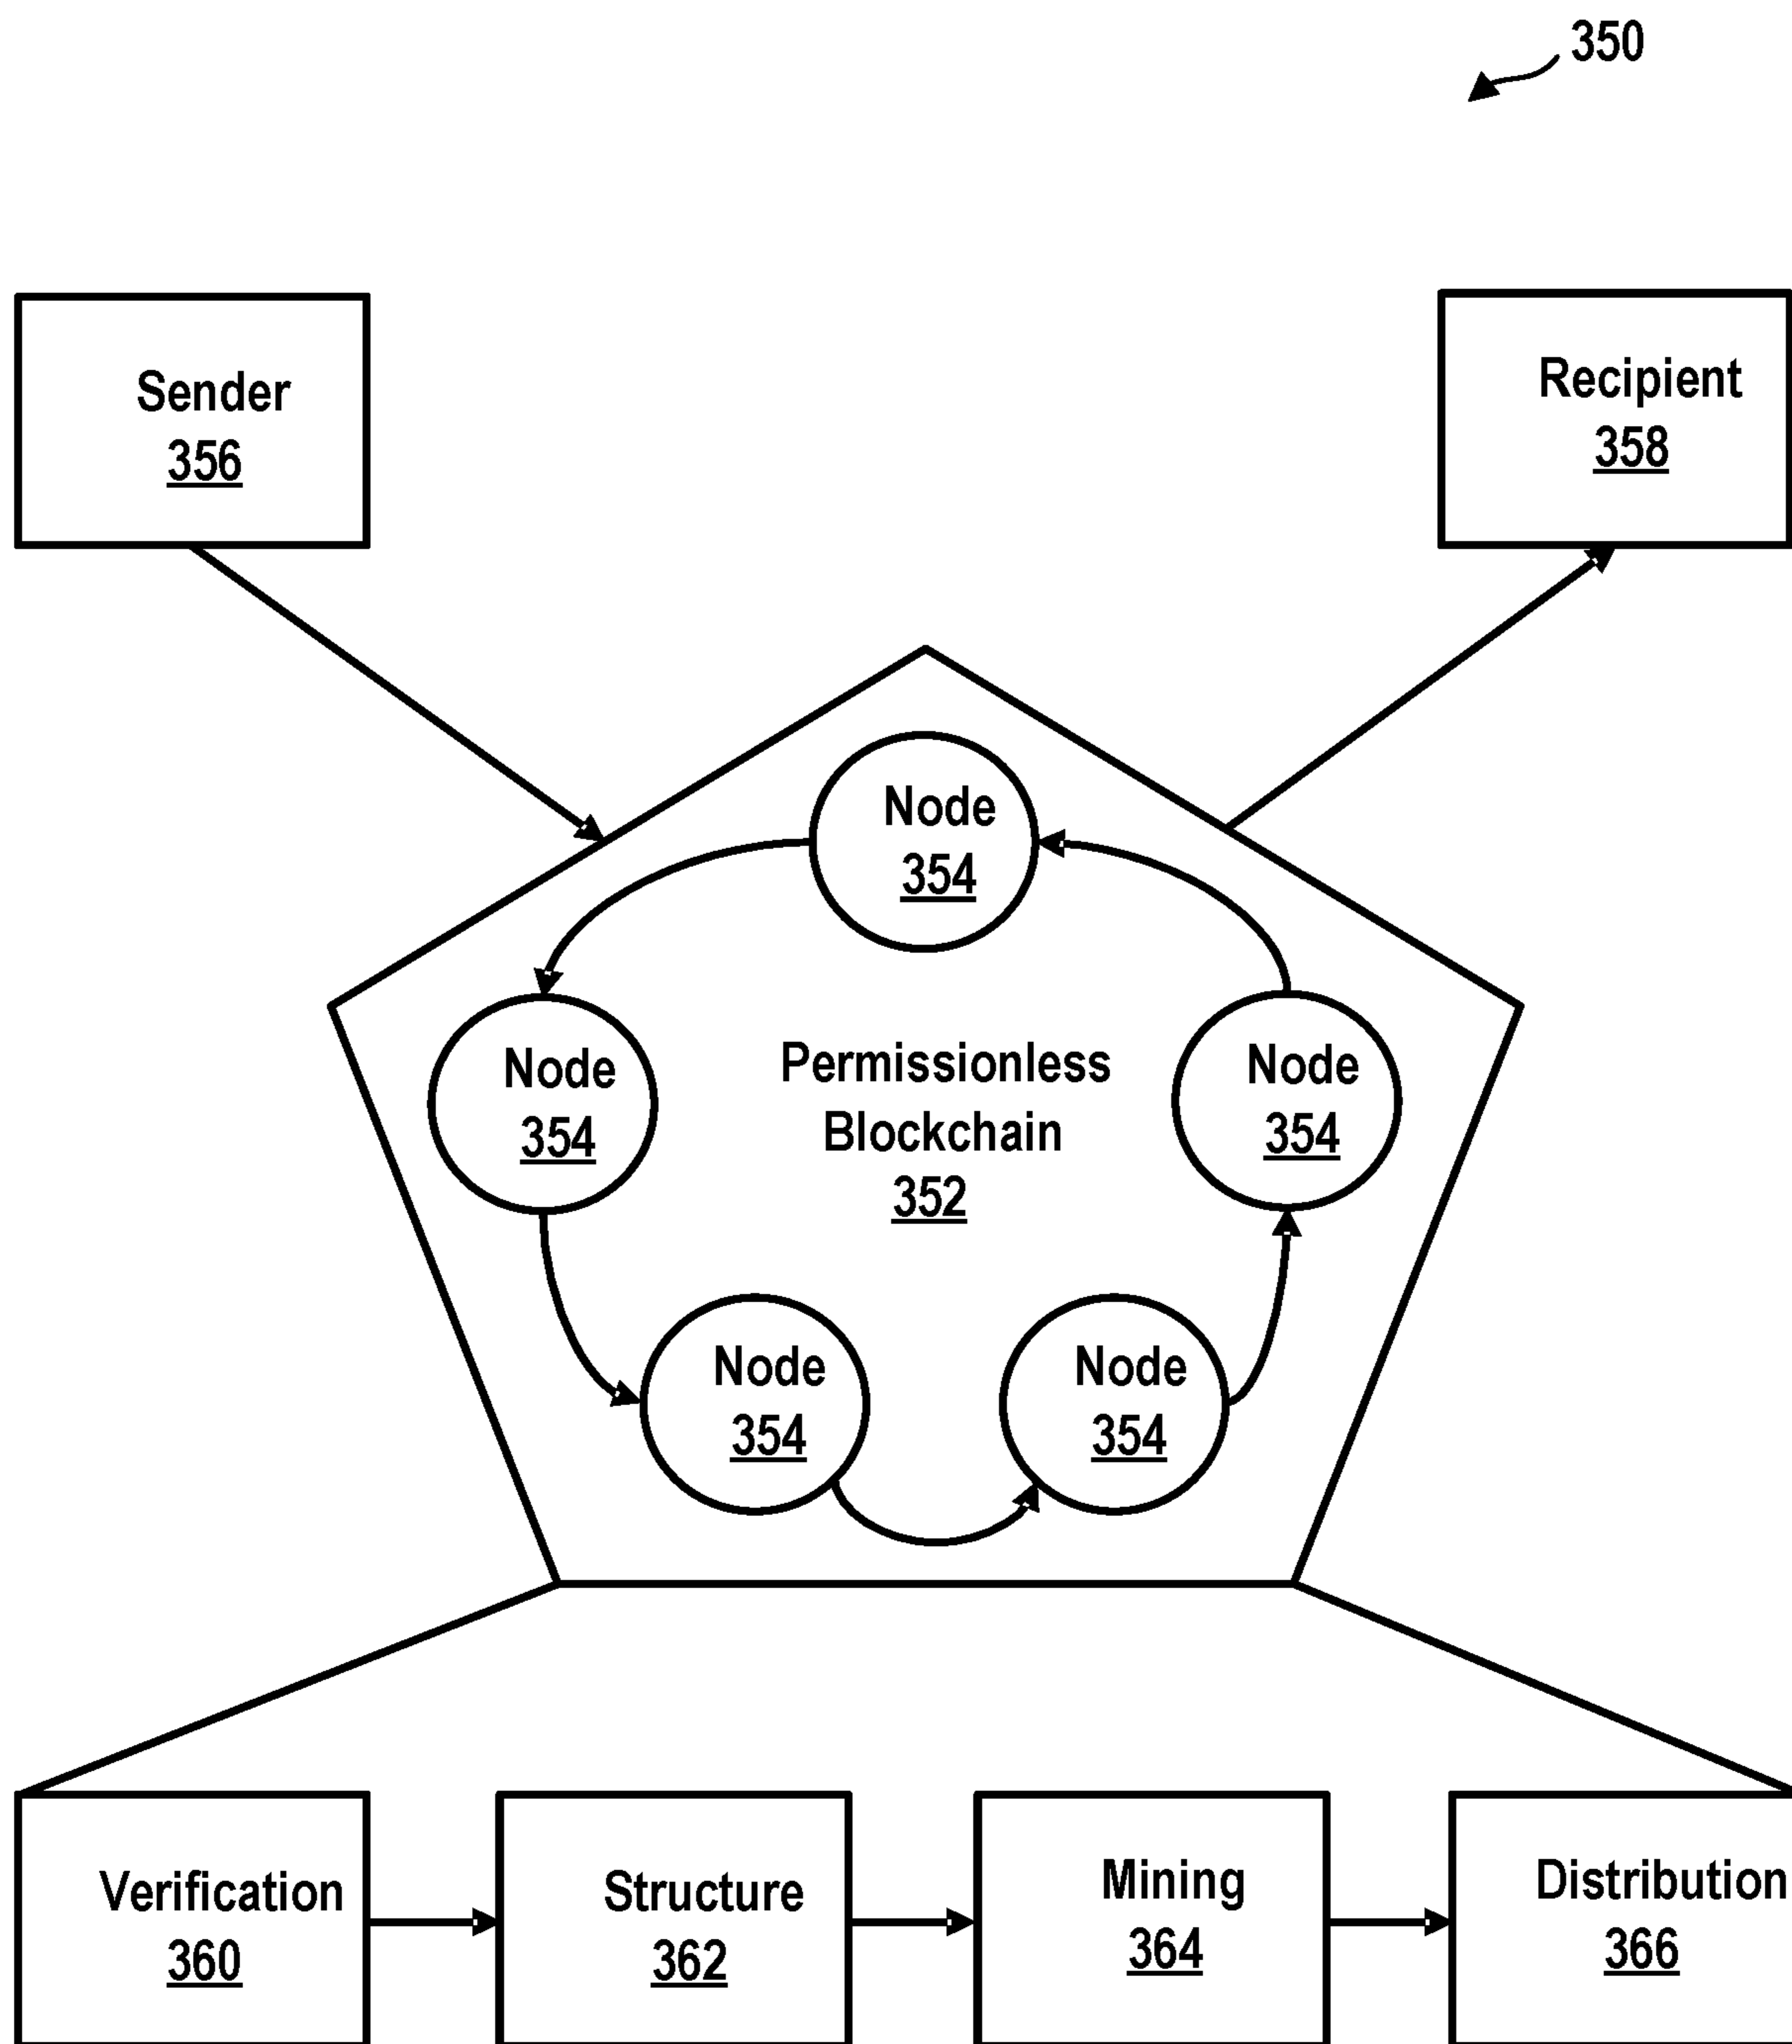 350
Sender
356
Recipient
358
Node
354
Node
354
Permissionless
Blockchain
352
Node
354
Node
354
Node
354
Verification
360
Structure
362
Mining
364
Distribution
366